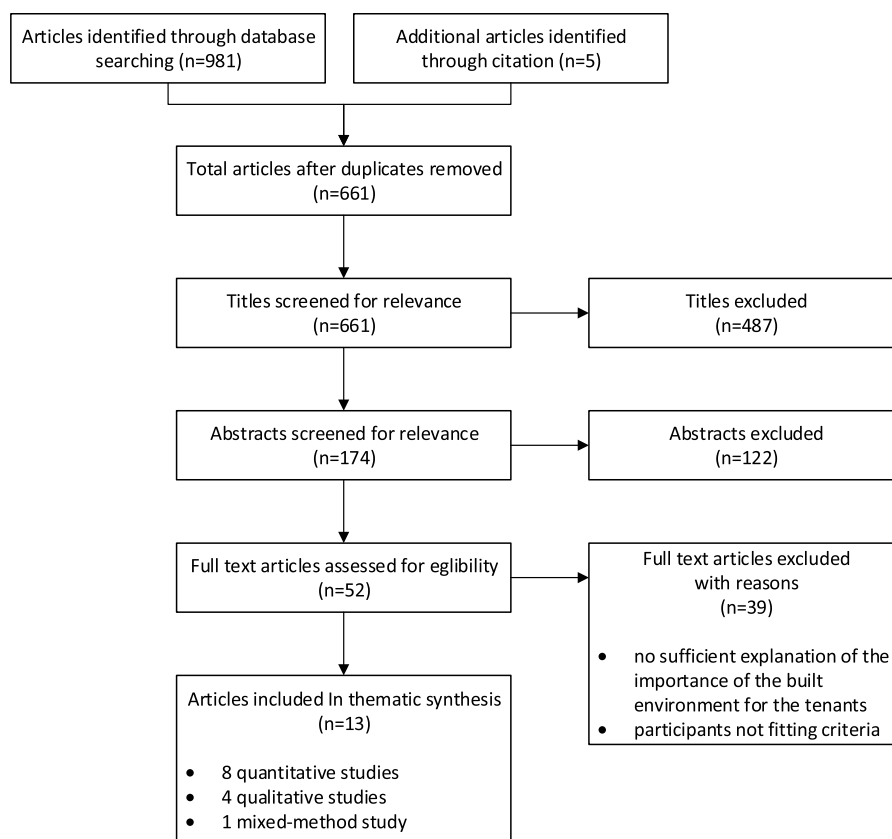 Articles identified through database
searching (n=981)
Additional articles identified
through citation (n=5)
Total articles after duplicates removed
(n=661)
Titles screened for relevance
(n=661)
Titles excluded
(n=487)
Abstracts screened for relevance
(n=174)
Abstracts excluded
(n=122)
Full text articles assessed for eglibility
(n=52)
Full text articles excluded
with reasons
(n=39)
• no sufficient explanation of the
importance of the built
environment for the tenants
• participants not fitting criteria
Articles included In thematic synthesis
(n=13)
• 8 quantitative studies
• 4 qualitative studies
• 1 mixed-method study